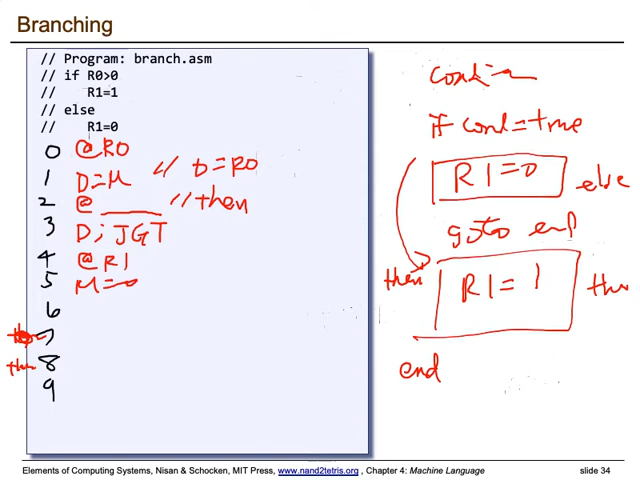 Branching
// Program: branch.asm
// if R0>0
//    R1=1
// else
//    R1=0
0 @R0
1 D=M // D=R0
2 @____ // then
3 D; JGT
4 @R1
5 M=0
6
7
8
9
if cond=true
R1=0 else
goto end
then R1=1
end
Elements of Computing Systems, Nisan & Schocken, MIT Press, www.nand2tetris.org , Chapter 4: Machine Language
slide 34